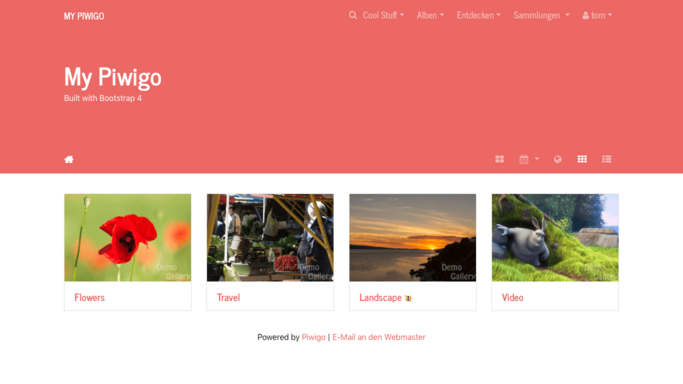 MY PIWIGO
Cool Stuff Alben Entdecken Sammlungen tom
My Piwigo
Built with Bootstrap 4
Demo Gallery
Demo Gallery
Demo Gallery
Demo Gallery
Flowers Travel Landscape Video
Powered by Piwigo | E-Mail an den Webmaster